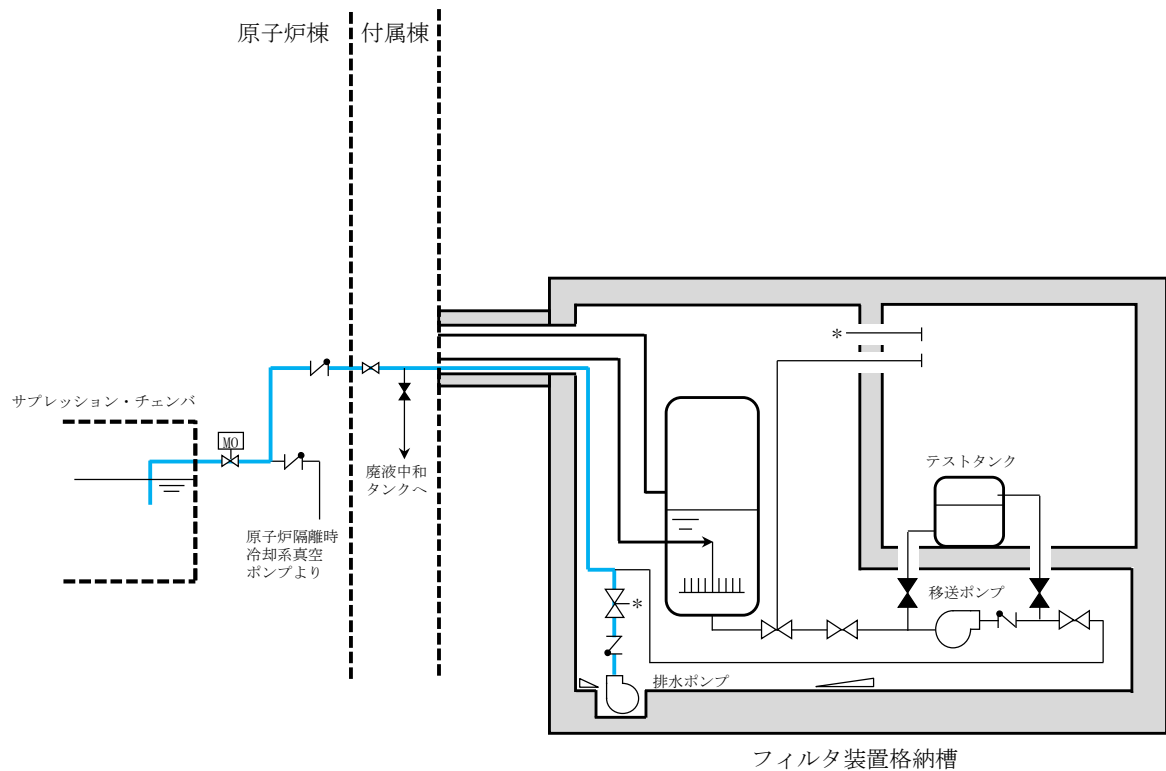 原子炉棟
付属棟
*
サプレッション・チェンバ
MO
廃液中和
タンクへ
テストタンク
原子炉隔離時
冷却系真空
ポンプより
*
移送ポンプ
排水ポンプ
フィルタ装置格納槽